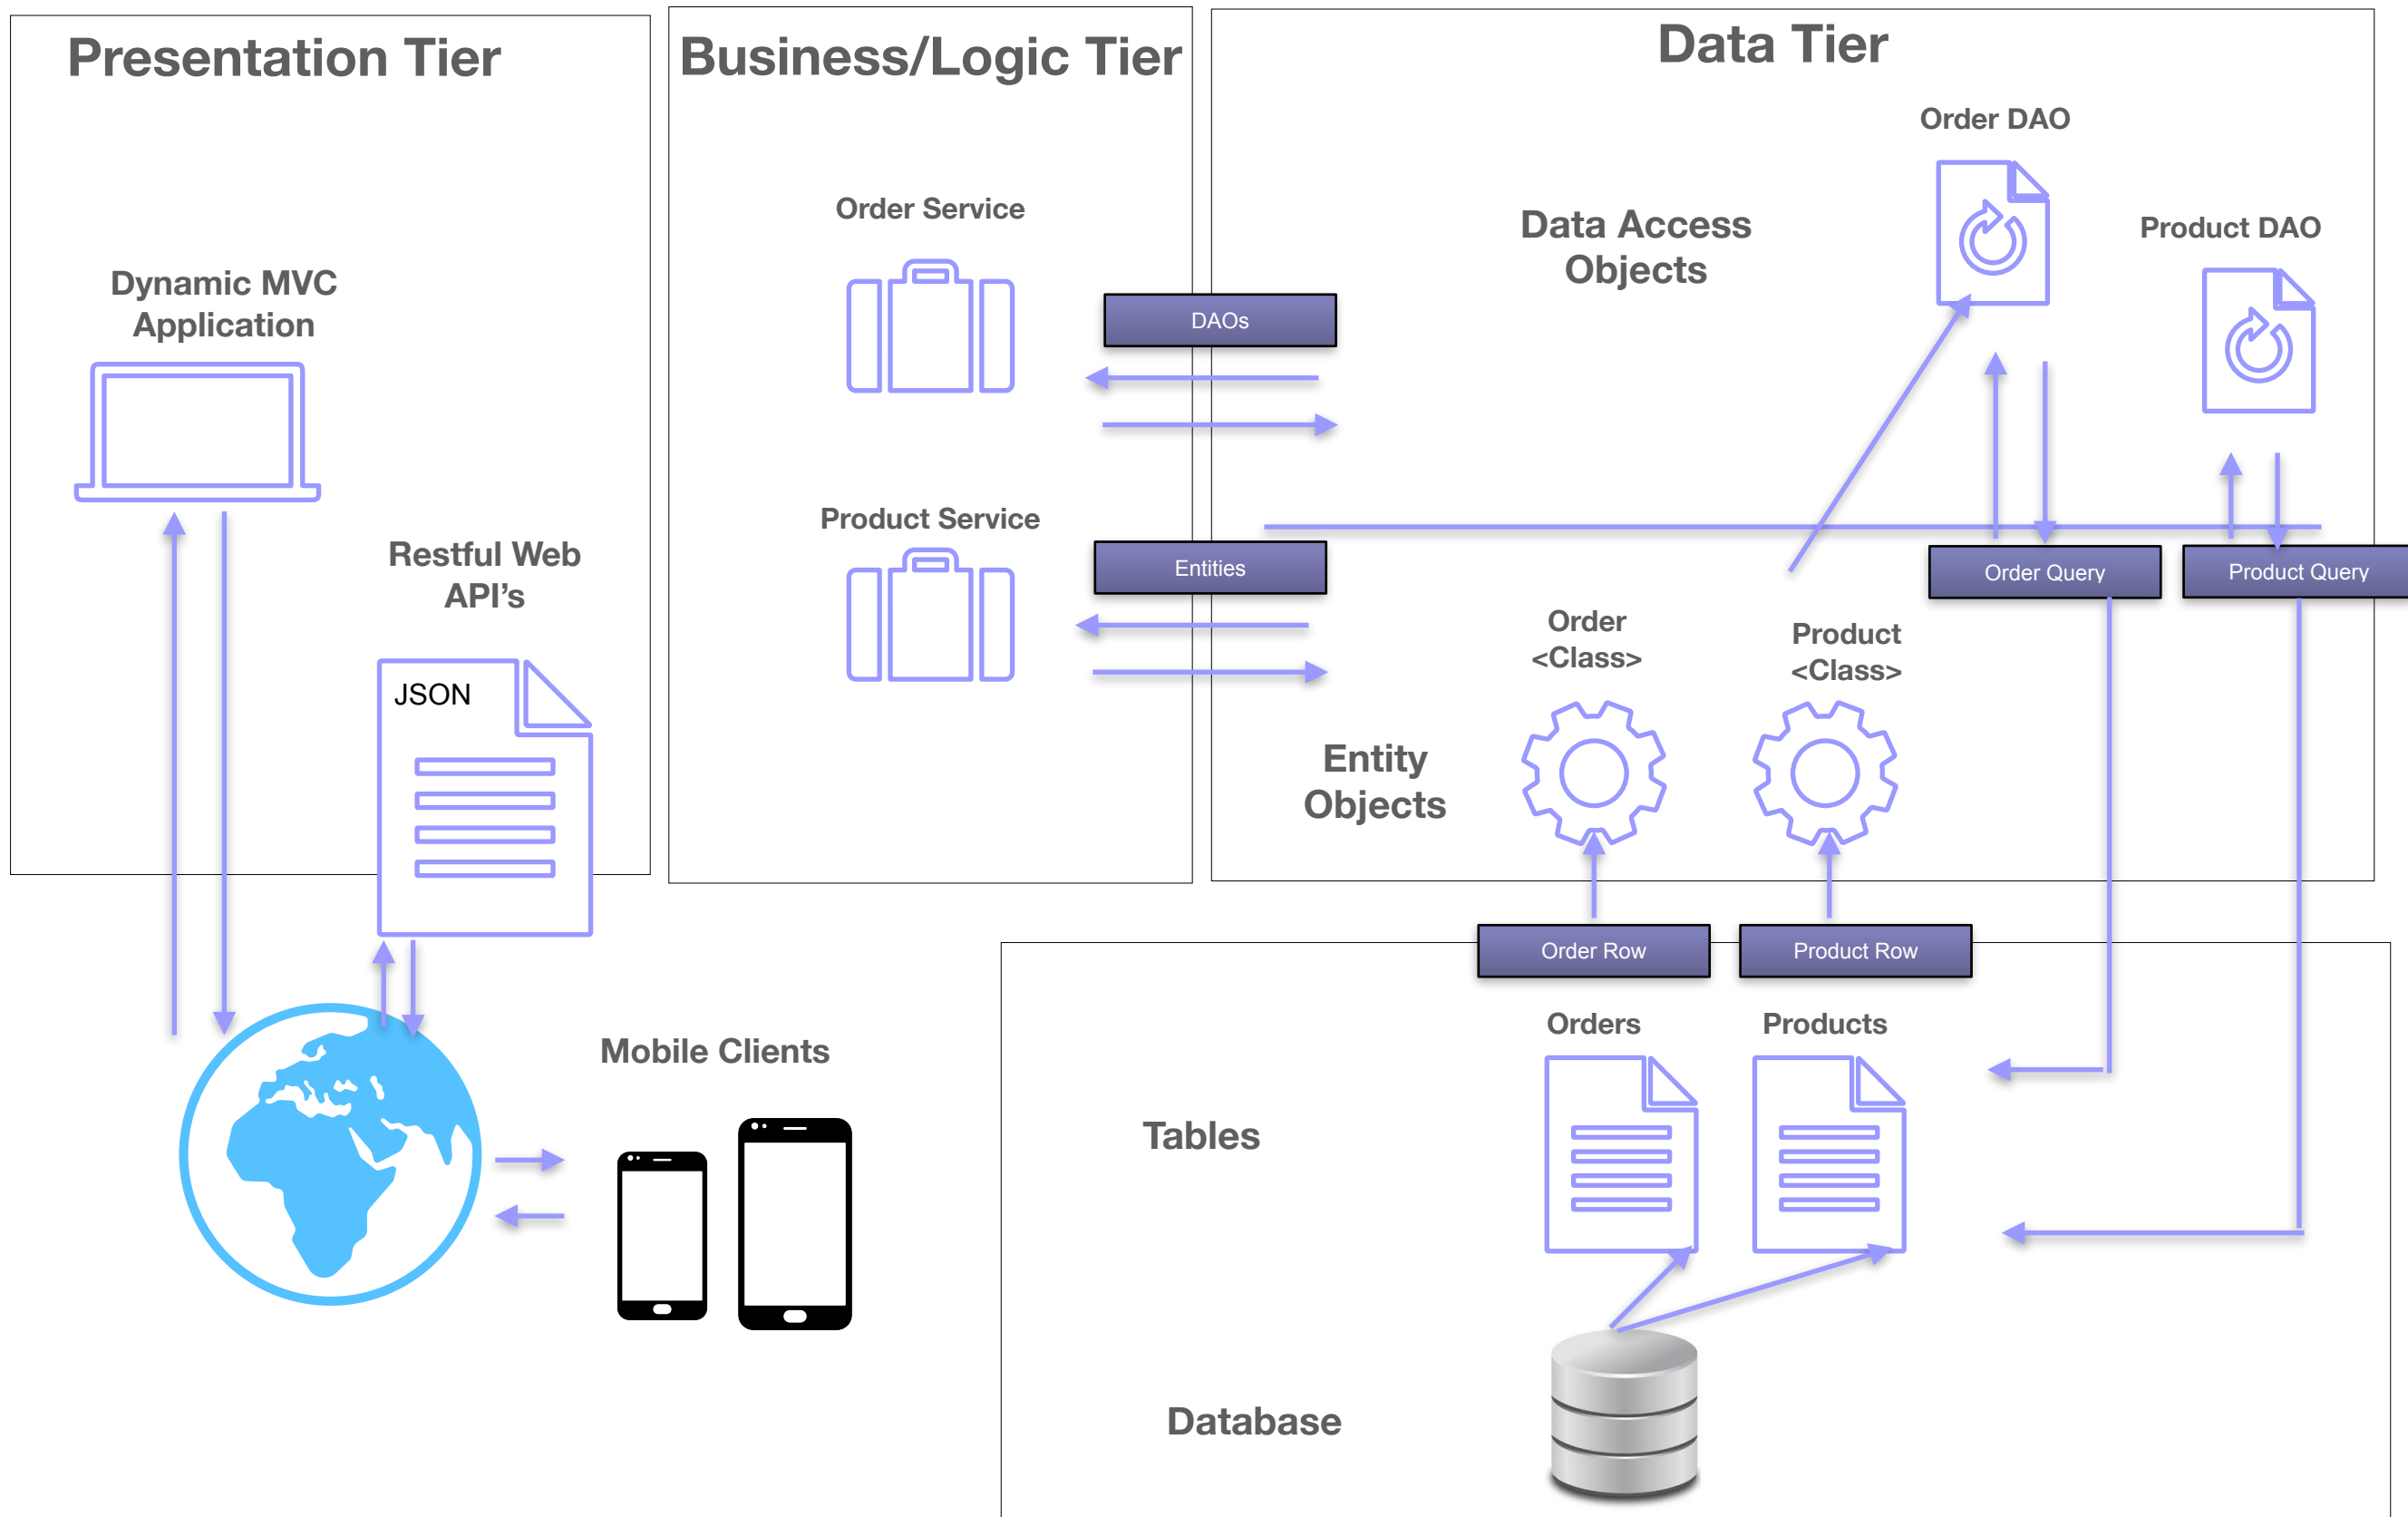 Presentation Tier
Dynamic MVC
Application
Restful Web
API's
JSON
Mobile Clients
Business/Logic Tier
Order Service
Product Service
DAOs
Entities
Data Tier
Order DAO
Product DAO
Data Access
Objects
Order Query
Product Query
Order
<Class>
Product
<Class>
Entity
Objects
Order Row
Product Row
Orders
Products
Tables
Database